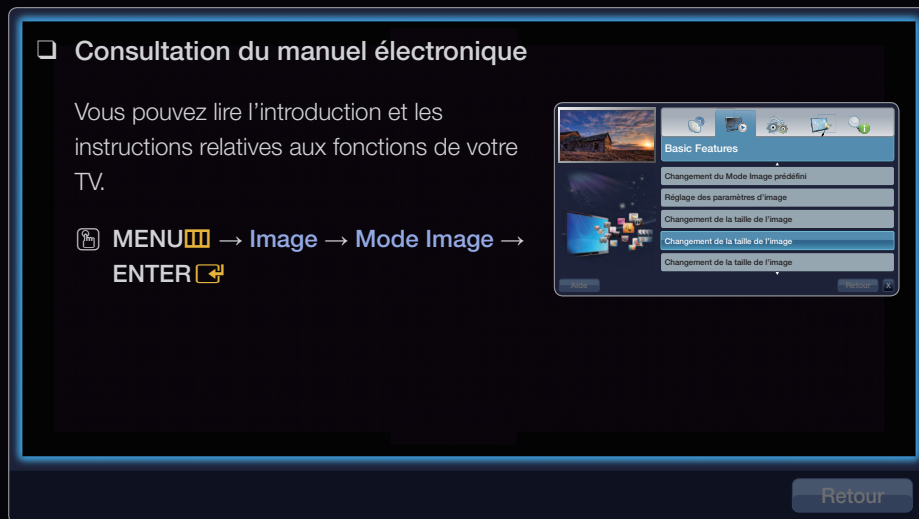 ❑ Consultation du manuel électronique
Vous pouvez lire l’introduction et les
instructions relatives aux fonctions de votre
TV.
MENU → Image → Mode Image →
ENTER
Basic Features
Changement du Mode Image prédéfini
Réglage des paramètres d’image
Changement de la taille de l’image
Changement de la taille de l’image
Changement de la taille de l’image
Aide
Retour X
Retour